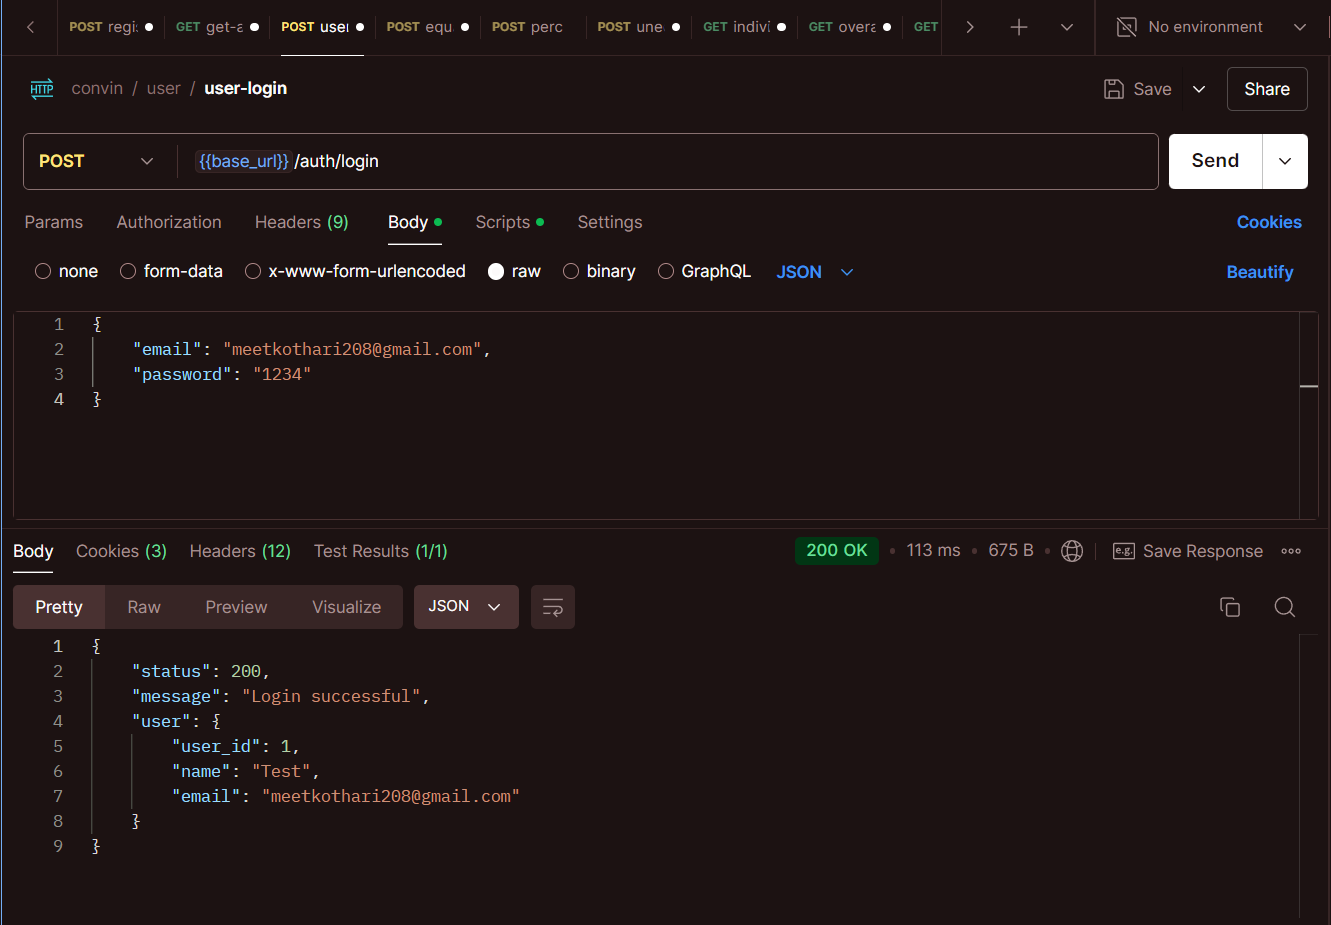 POST regis GET get-a POST user POST equ POST perc POST une GET indivi GET overa GET No environment
HTTP convin / user / user-login Save Share
POST {{base_url}} /auth/login Send
Params Authorization Headers (9) Body Scripts Settings Cookies
none form-data x-www-form-urlencoded raw binary GraphQL JSON Beautify
1 {
2 "email": "meetkothari208@gmail.com",
3 "password": "1234"
4 }
Body Cookies (3) Headers (12) Test Results (1/1) 200 OK • 113 ms • 675 B • e.g. Save Response
Pretty Raw Preview Visualize JSON
1 {
2 "status": 200,
3 "message": "Login successful",
4 "user": {
5 "user_id": 1,
6 "name": "Test",
7 "email": "meetkothari208@gmail.com"
8 }
9 }